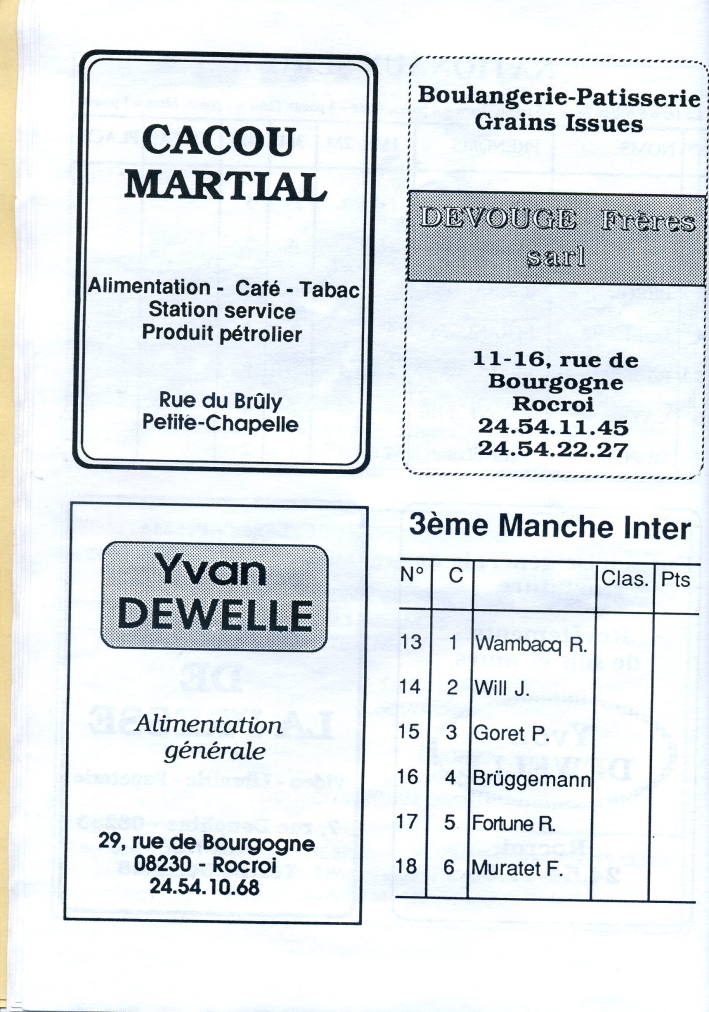 CACOU
MARTIAL
Alimentation - Café - Tabac
Station service
Produit pétrolier
Rue du Brûly
Petite-Chapelle
Boulangerie-Patisserie
Grains Issues
DEVOUGE Frères
sarl
11-16, rue de
Bourgogne
Rocroi
24.54.11.45
24.54.22.27
Yvan
DEWELLE
Alimentation
générale
29, rue de Bourgogne
08230 - Rocroi
24.54.10.68
3ème Manche Inter
N° C Clas. Pts
13 1 Wambacq R.
14 2 Will J.
15 3 Goret P.
16 4 Brüggemann
17 5 Fortune R.
18 6 Muratet F.